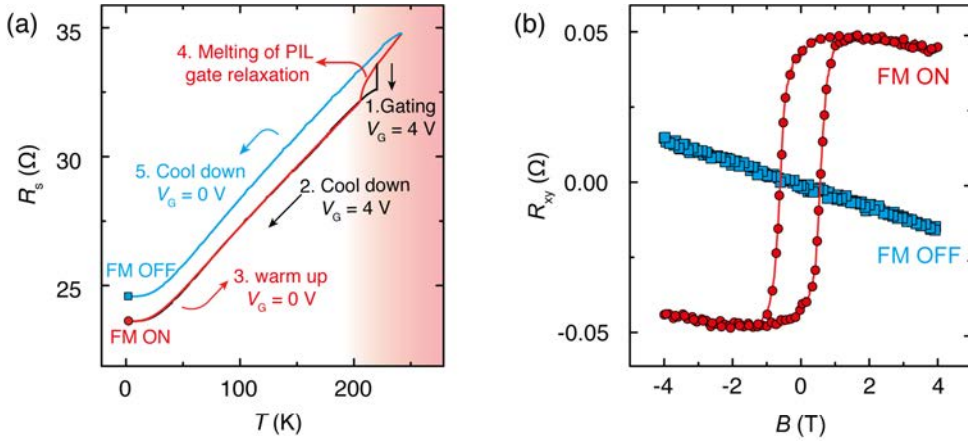 (a)
35
30
25
R_s (Ω)
0
100
200
T (K)
4. Melting of PIL
gate relaxation
1.Gating
V_G = 4 V
5. Cool down
V_G = 0 V
2. Cool down
V_G = 4 V
FM OFF
3. warm up
V_G = 0 V
FM ON
(b)
0.05
0.00
-0.05
R_xy (Ω)
FM ON
FM OFF
-4
-2
0
2
4
B (T)